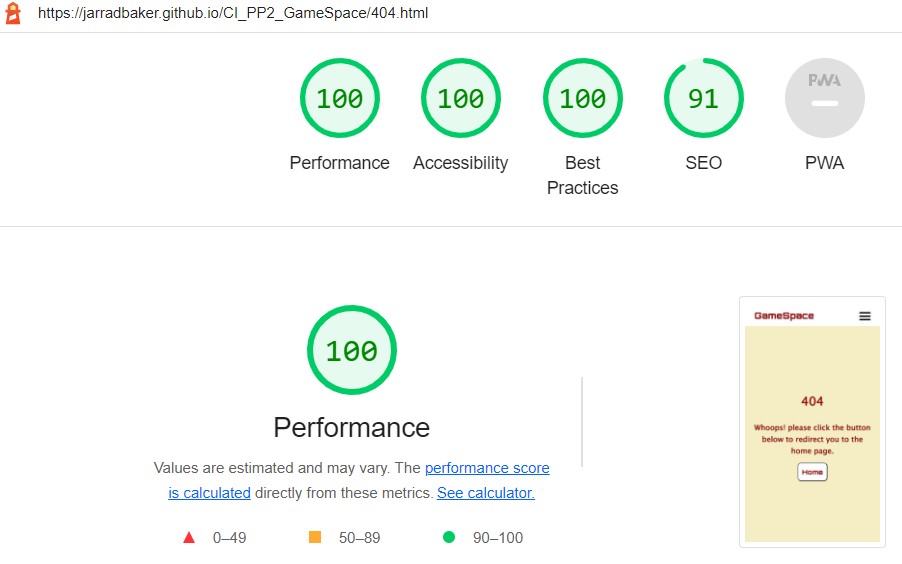 https://jarradbaker.github.io/CI_PP2_GameSpace/404.html
100
100
100
91
PWA
Performance
Accessibility
Best
Practices
SEO
PWA
100
Performance
Values are estimated and may vary. The performance score
is calculated directly from these metrics. See calculator.
0–49
50–89
90–100
GameSpace
404
Whoops! please click the button
below to redirect you to the
home page.
Home